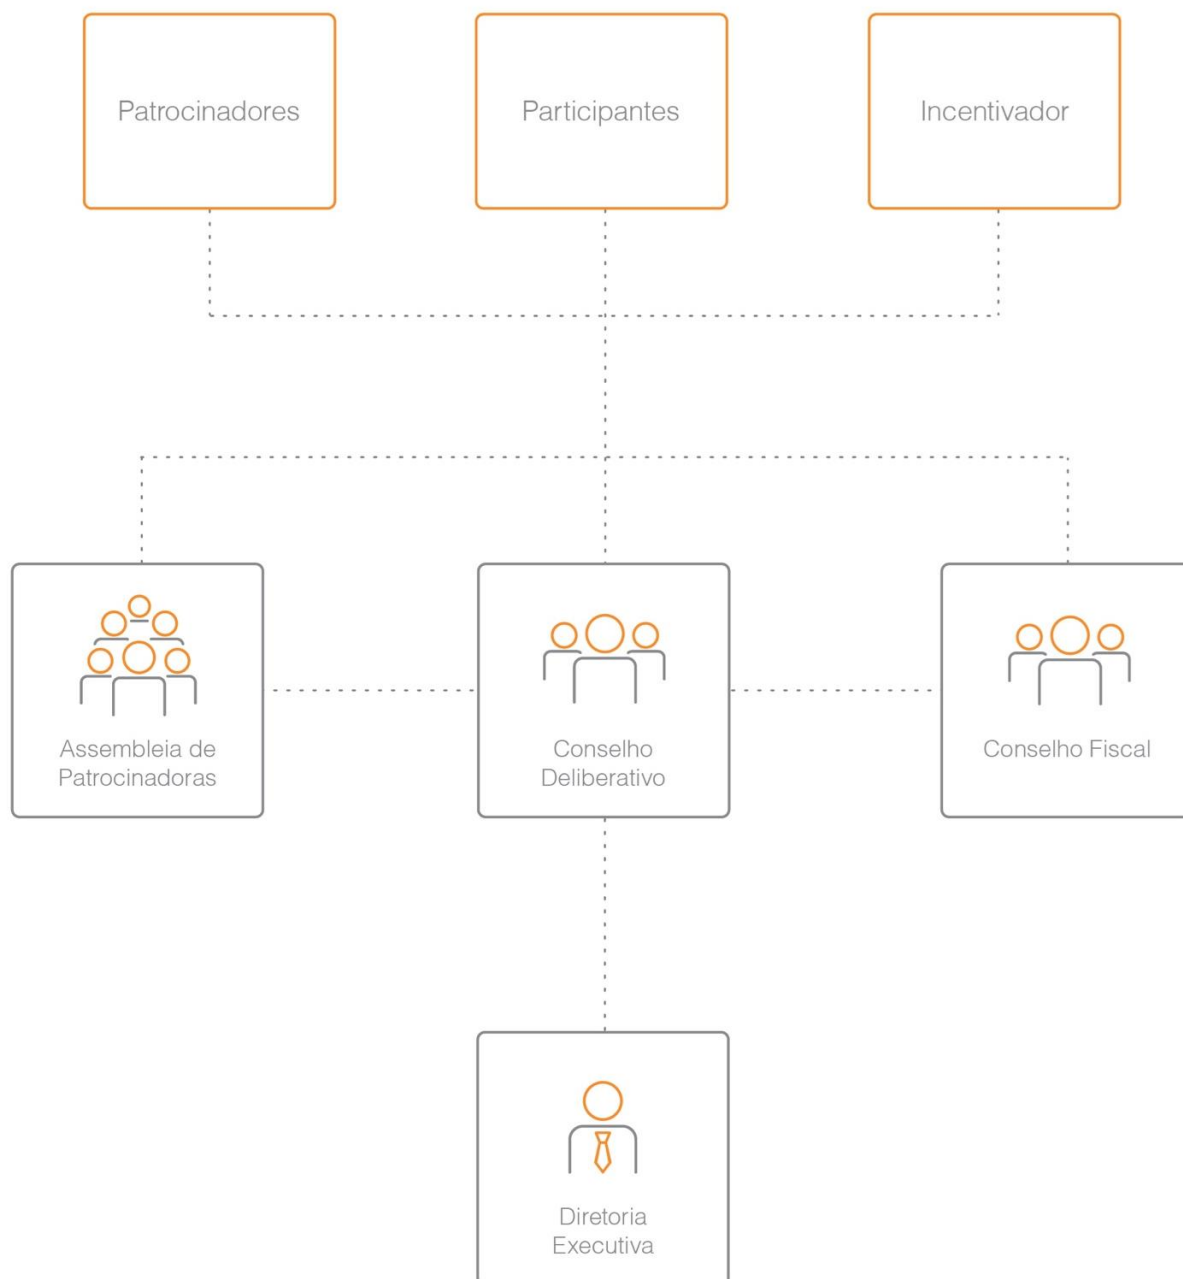 Patrocinadores
Participantes
Incentivador
Assembleia de
Patrocinadoras
Conselho
Deliberativo
Conselho Fiscal
Diretoria
Executiva